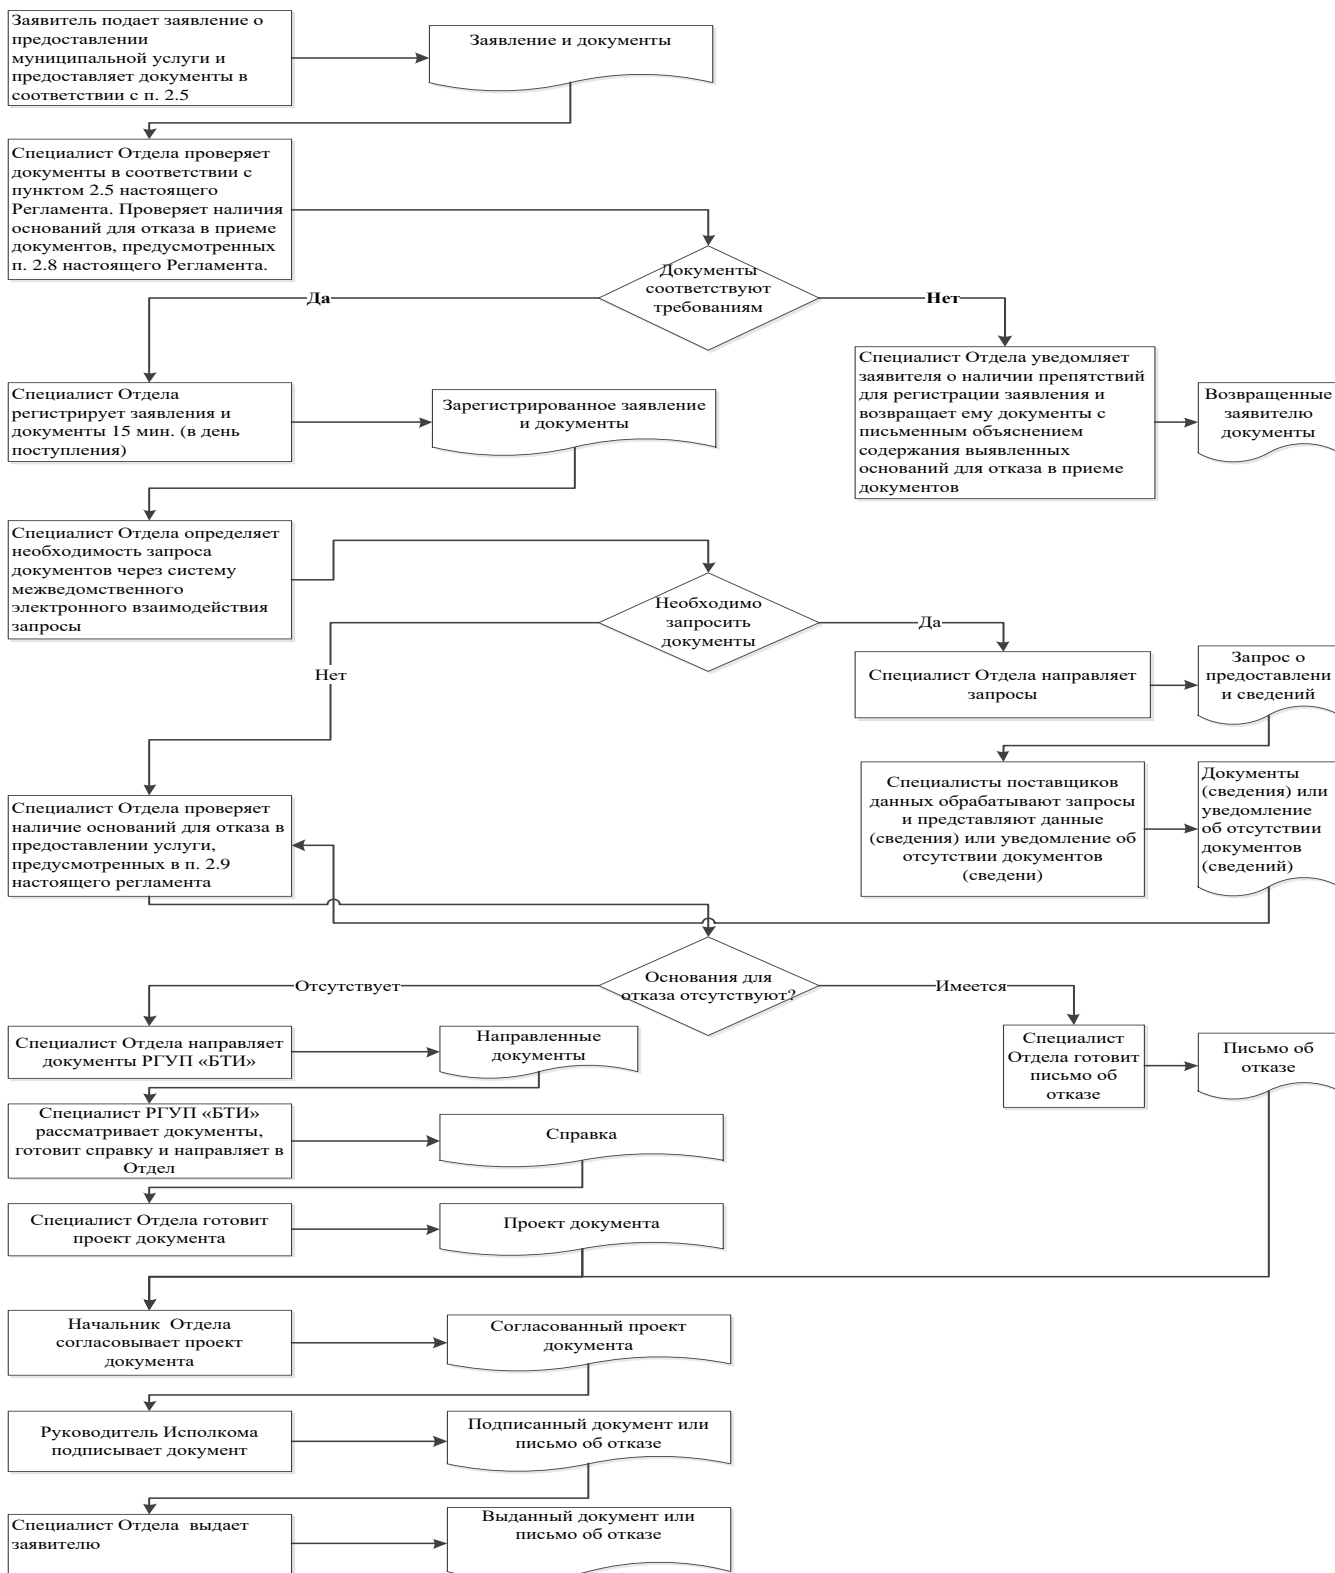 Заявитель подает заявление о
предоставлении
муниципальной услуги и
предоставляет документы в
соответствии с п. 2.5
Заявление и документы
Специалист Отдела проверяет
документы в соответствии с
пунктом 2.5 настоящего
Регламента. Проверяет наличия
оснований для отказа в приеме
документов, предусмотренных
п. 2.8 настоящего Регламента.
Документы
соответствуют
требованиям
Да
Нет
Специалист Отдела
регистрирует заявления и
документы 15 мин. (в день
поступления)
Зарегистрированное заявление
и документы
Специалист Отдела уведомляет
заявителя о наличии препятствий
для регистрации заявления и
возвращает ему документы с
письменным объяснением
содержания выявленных
оснований для отказа в приеме
документов
Возвращенные
заявителю
документы
Специалист Отдела определяет
необходимость запроса
документов через систему
межведомственного
электронного взаимодействия
запросы
Необходимо
запросить
документы
Да
Нет
Специалист Отдела направляет
запросы
Запрос о
предоставлени
и сведений
Специалисты поставщиков
данных обрабатывают запросы
и представляют данные
(сведения) или уведомление об
отсутствии документов
(сведени)
Документы
(сведения) или
уведомление
об отсутствии
документов
(сведений)
Специалист Отдела проверяет
наличие оснований для отказа в
предоставлении услуги,
предусмотренных в п. 2.9
настоящего регламента
Основания для
отказа отсутствуют?
Отсутствует
Имеется
Специалист Отдела направляет
документы РГУП «БТИ»
Направленные
документы
Специалист
Отдела готовит
письмо об
отказе
Письмо об
отказе
Специалист РГУП «БТИ»
рассматривает документы,
готовит справку и направляет в
Отдел
Справка
Специалист Отдела готовит
проект документа
Проект документа
Начальник  Отдела
согласовывает проект
документа
Согласованный проект
документа
Руководитель Исполкома
подписывает документ
Подписанный документ или
письмо об отказе
Специалист Отдела  выдает
заявителю
Выданный документ или
письмо об отказе